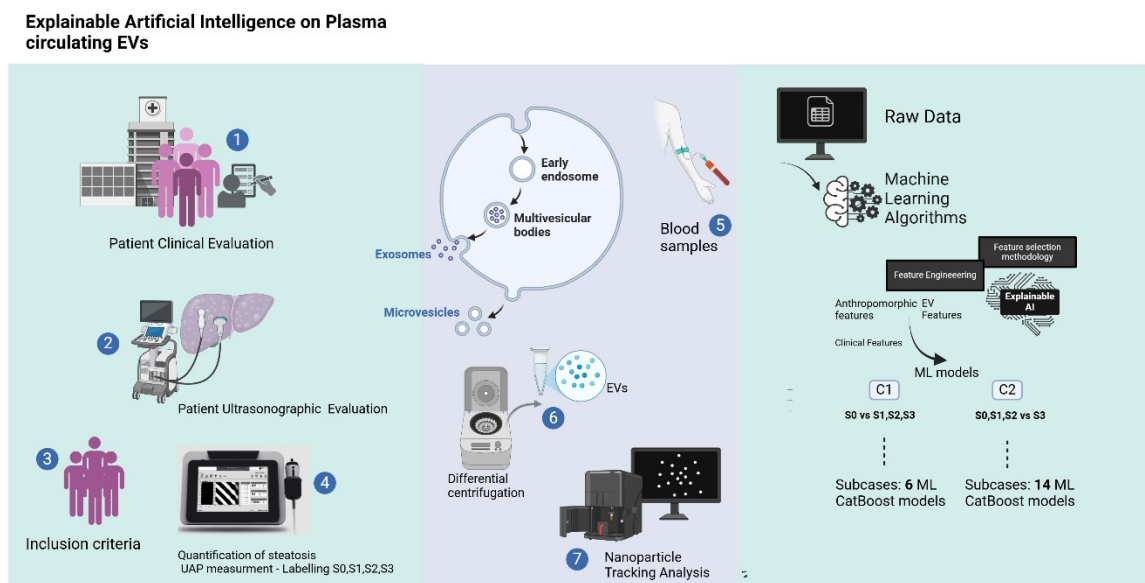 Explainable Artificial Intelligence on Plasma
circulating EVs
1
Patient Clinical Evaluation
2
Patient Ultrasonographic Evaluation
3
Inclusion criteria
4
Quantification of steatosis
UAP measurment - Labelling S0,S1,S2,S3
Early
endosome
Multivesicular
bodies
Exosomes
Microvesicles
5
Blood
samples
EVs
6
Differential
centrifugation
7
Nanoparticle
Tracking Analysis
Raw Data
Machine
Learning
Algorithms
Feature selection
methodology
Feature Engineering
Explainable
AI
Anthropomorphic
features
EV
Features
Clinical Features
ML models
C1
C2
S0 vs S1,S2,S3
S0,S1,S2 vs S3
Subcases: 6 ML
CatBoost models
Subcases: 14 ML
CatBoost models